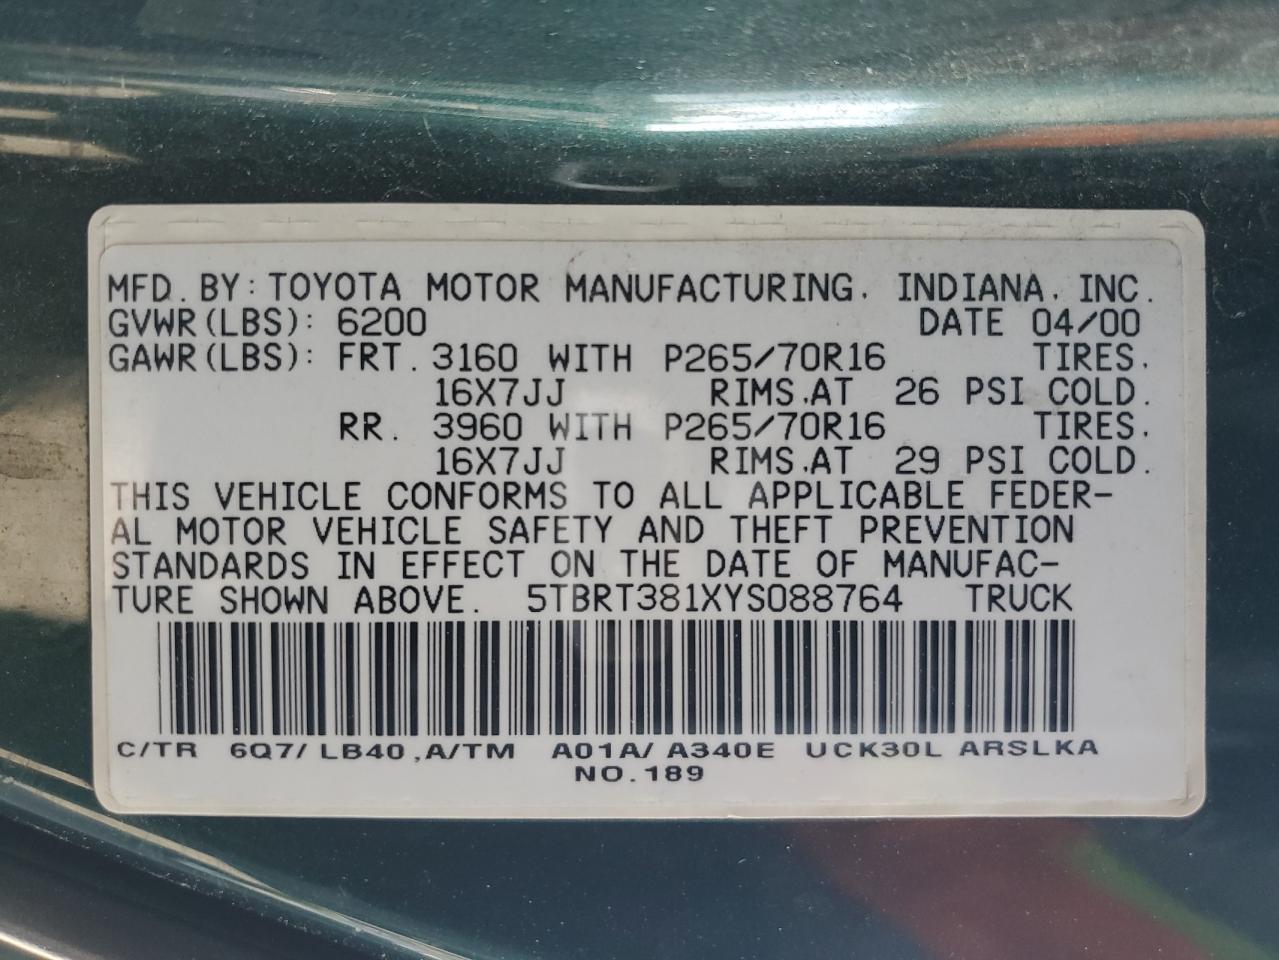 MFD. BY: TOYOTA MOTOR MANUFACTURING, INDIANA, INC.
GVWR(LBS): 6200 DATE 04/00
GAWR(LBS): FRT. 3160 WITH P265/70R16 TIRES.
16X7JJ RIMS.AT 26 PSI COLD.
RR. 3960 WITH P265/70R16 TIRES.
16X7JJ RIMS.AT 29 PSI COLD.
THIS VEHICLE CONFORMS TO ALL APPLICABLE FEDER-
AL MOTOR VEHICLE SAFETY AND THEFT PREVENTION
STANDARDS IN EFFECT ON THE DATE OF MANUFAC-
TURE SHOWN ABOVE. 5TBRT381XYS088764 TRUCK
C/TR 6Q7/ LB40,A/TM A01A/ A340E UCK30L ARSLKA
NO.189